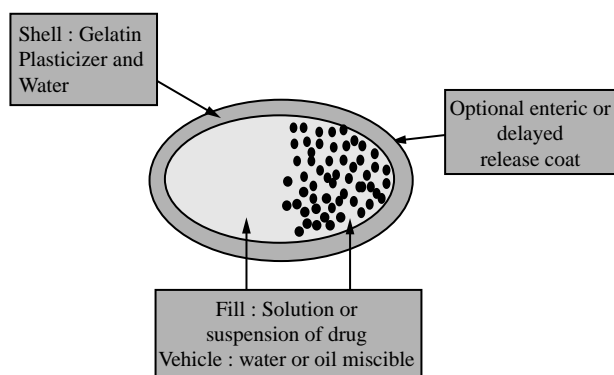 Shell : Gelatin
Plasticizer and
Water
Optional enteric or
delayed
release coat
Fill : Solution or
suspension of drug
Vehicle : water or oil miscible